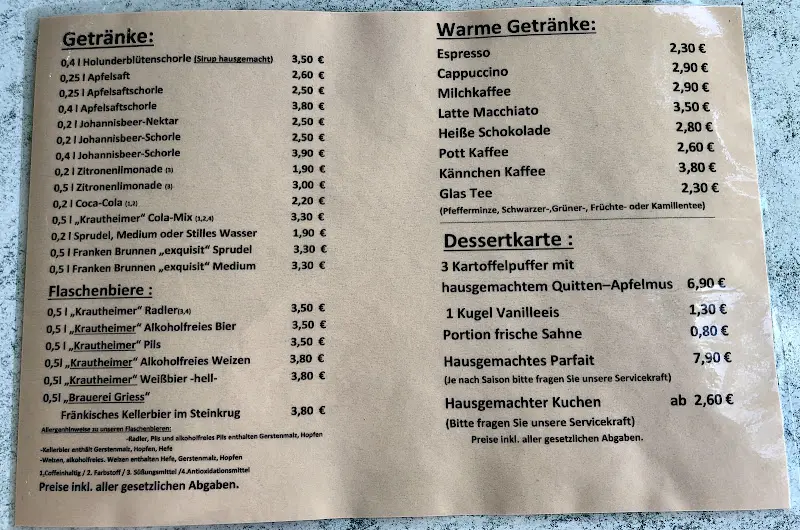 Getränke:
0,4 l Holunderblütenschorle (Sirup hausgemacht) 3,50 €
0,25 l Apfelsaft 2,60 €
0,25 l Apfelsaftschorle 2,50 €
0,4 l Apfelsaftschorle 3,80 €
0,2 l Johannisbeer-Nektar 2,50 €
0,2 l Johannisbeer-Schorle 2,50 €
0,4 l Johannisbeer-Schorle 3,90 €
0,2 l Zitronenlimonade (3) 1,90 €
0,5 l Zitronenlimonade (3) 3,00 €
0,2 l Coca-Cola (1,2) 2,20 €
0,5 l „Krautheimer“ Cola-Mix (1,2,4) 3,30 €
0,2 l Sprudel, Medium oder Stilles Wasser 1,90 €
0,5 l Franken Brunnen „exquisit“ Sprudel 3,30 €
0,5 l Franken Brunnen „exquisit“ Medium 3,30 €
Flaschenbiere :
0,5 l „Krautheimer“ Radler(3,4) 3,50 €
0,5 l „Krautheimer“ Alkoholfreies Bier 3,50 €
0,5 l „Krautheimer“ Pils 3,50 €
0,5l „Krautheimer“ Alkoholfreies Weizen 3,80 €
0,5l „Krautheimer“ Weißbier -hell- 3,80 €
0,5l „Brauerei Griess“
Fränkisches Kellerbier im Steinkrug 3,80 €
Allergenhinweise zu unseren Flaschenbieren:
-Radler, Pils und alkoholfreies Pils enthalten Gerstenmalz, Hopfen
-Kellerbier enthält Gerstenmalz, Hopfen, Hefe
-Weizen, alkoholfreies. Weizen enthalten Hefe, Gerstenmalz, Hopfen
1,Coffeinhaltig / 2. Farbstoff / 3. Süßungsmittel /4.Antioxidationsmittel
Preise inkl. aller gesetzlichen Abgaben.
Warme Getränke:
Espresso 2,30 €
Cappuccino 2,90 €
Milchkaffee 2,90 €
Latte Macchiato 3,50 €
Heiße Schokolade 2,80 €
Pott Kaffee 2,60 €
Kännchen Kaffee 3,80 €
Glas Tee 2,30 €
(Pfefferminze, Schwarzer-,Grüner-, Früchte- oder Kamillentee)
Dessertkarte :
3 Kartoffelpuffer mit
hausgemachtem Quitten–Apfelmus 6,90 €
1 Kugel Vanilleeis 1,30 €
Portion frische Sahne 0,80 €
Hausgemachtes Parfait 7,90 €
(Je nach Saison bitte fragen Sie unsere Servicekraft)
Hausgemachter Kuchen ab 2,60 €
(Bitte fragen Sie unsere Servicekraft)
Preise inkl. aller gesetzlichen Abgaben.